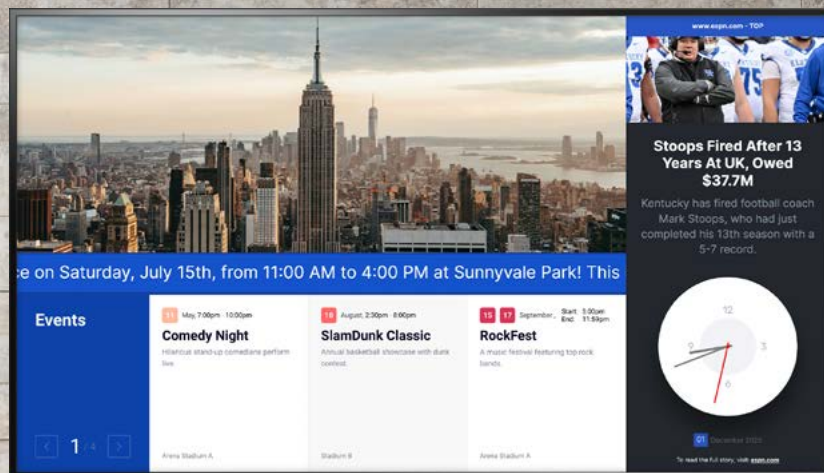 www.espn.com - TOP
Stoops Fired After 13
Years At UK, Owed
$37.7M
Kentucky has fired football coach
Mark Stoops, who had just
completed his 13th season with a
5-7 record.
ce on Saturday, July 15th, from 11:00 AM to 4:00 PM at Sunnyvale Park! This
Events
1 / 4
11 May, 7:00pm - 10:00pm
Comedy Night
Hilarious stand-up comedians perform
live.
Arena Stadium A
August, 2:30pm - 8:00pm
SlamDunk Classic
Annual basketball showcase with dunk
contest.
Stadium B
15 17 September, Start: 5:00pm
End: 11:59pm
RockFest
A music festival featuring top rock
bands.
Arena Stadium A
12
3
6
9
01 December 2025
To read the full story, visit: espn.com